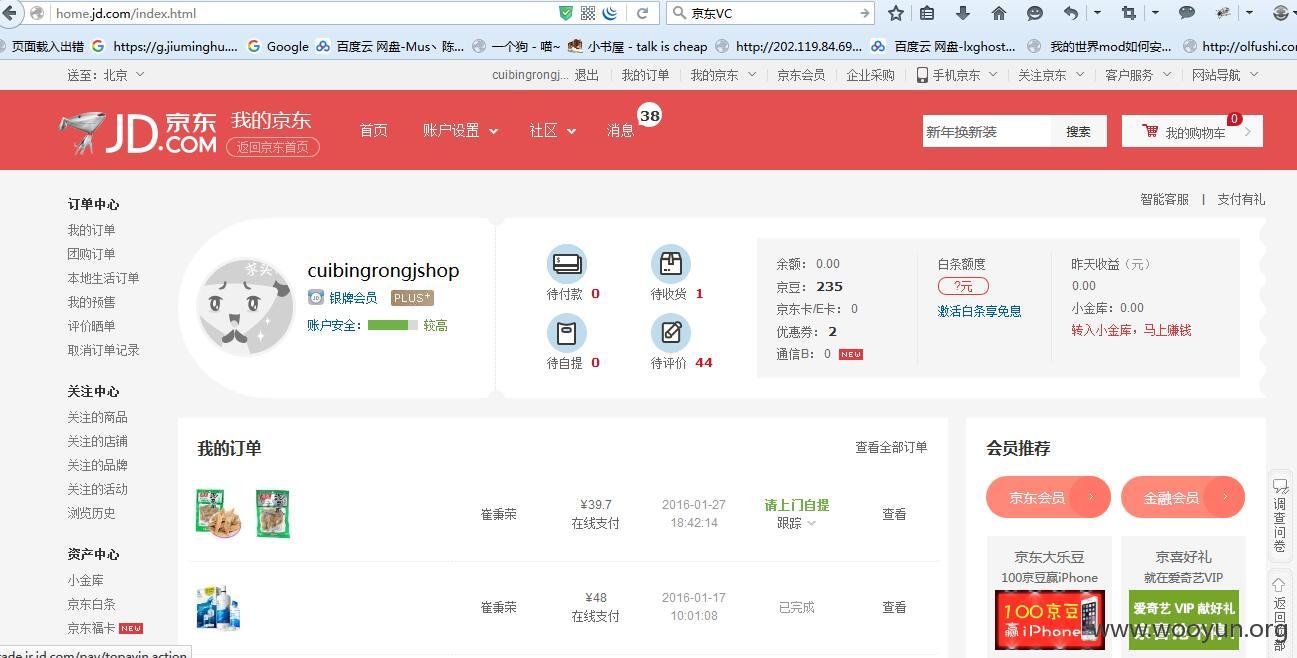 home.jd.com/index.html
京东VC
页面载入出错 https://g.jiuminghu.... Google 百度云 网盘-Mus、陈... 一个狗 - 喵~ 小书屋 - talk is cheap http://202.119.84.69... 百度云 网盘-lxghost... 我的世界mod如何安... http://olfushi.com
送至：北京 cuibingrongj... 退出 我的订单 我的京东 京东会员 企业采购 手机京东 关注京东 客户服务 网站导航
JD.COM 京东
我的京东
返回京东首页
首页 账户设置 社区 消息 38
新年换新装 搜索
我的购物车 0
智能客服 | 支付有礼
订单中心
我的订单
团购订单
本地生活订单
我的预售
评价晒单
取消订单记录
关注中心
关注的商品
关注的店铺
关注的品牌
关注的活动
浏览历史
资产中心
小金库
京东白条
京东福卡 NEW
cuibingrongjshop
银牌会员 PLUS+
账户安全： 较高
待付款 0
待收货 1
待自提 0
待评价 44
余额： 0.00
京豆： 235
京东卡/E卡： 0
优惠券： 2
通信B： 0 NEW
白条额度
?元
激活白条享免息
昨天收益（元）
0.00
小金库：0.00
转入小金库，马上赚钱
我的订单 查看全部订单
崔秉荣
¥39.7
在线支付
2016-01-27
18:42:14
请上门自提
跟踪
查看
崔秉荣
¥48
在线支付
2016-01-17
10:01:08
已完成
查看
会员推荐
京东会员
金融会员
京东大乐豆
100京豆赢iPhone
100京豆
赢iPhone
京喜好礼
就在爱奇艺VIP
爱奇艺 VIP 献好礼
调查问卷
www.wooyun.org